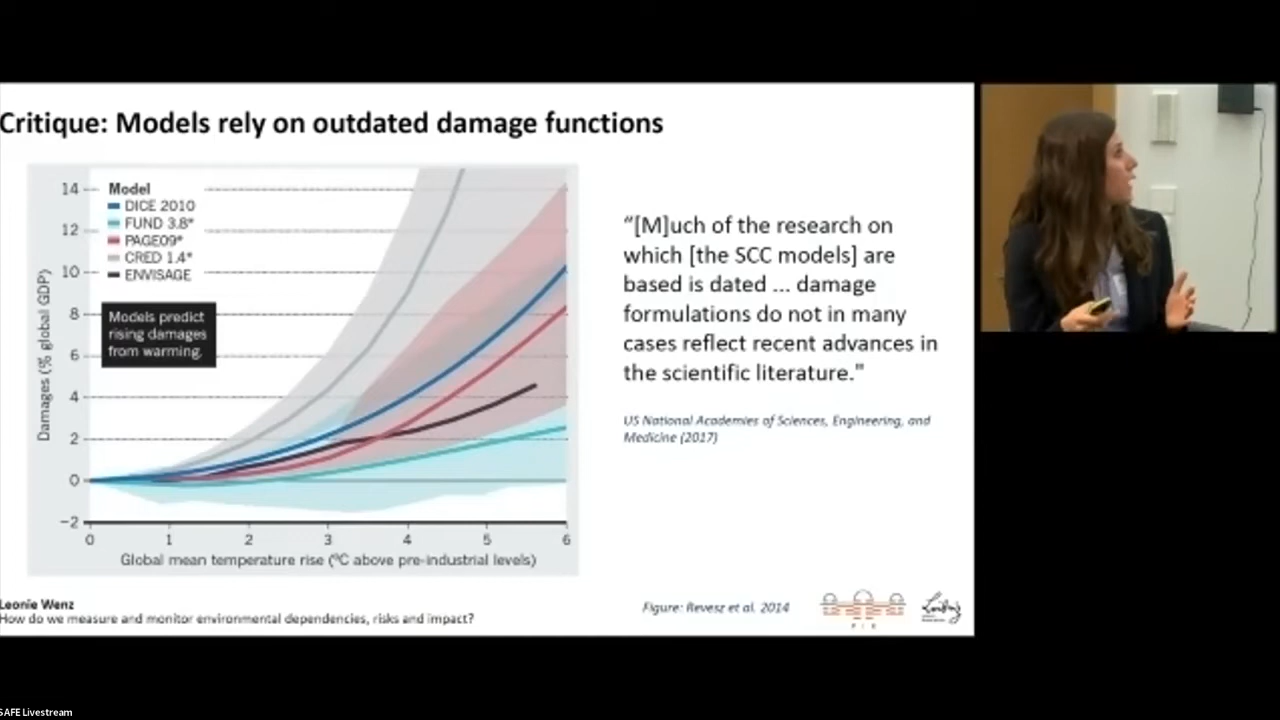 Critique: Models rely on outdated damage functions
Model
DICE 2010
FUND 3.8*
PAGE09*
CRED 1.4*
ENVISAGE
Models predict
rising damages
from warming.
Damages (% global GDP)
14
12
10
8
6
4
2
0
−2
0 1 2 3 4 5 6
Global mean temperature rise (ºC above pre-industrial levels)
“[M]uch of the research on
which [the SCC models] are
based is dated ... damage
formulations do not in many
cases reflect recent advances in
the scientific literature."
US National Academies of Sciences, Engineering, and
Medicine (2017)
Leonie Wenz
How do we measure and monitor environmental dependencies, risks and impact?
Figure: Revesz et al. 2014
P I K
SAFE Livestream